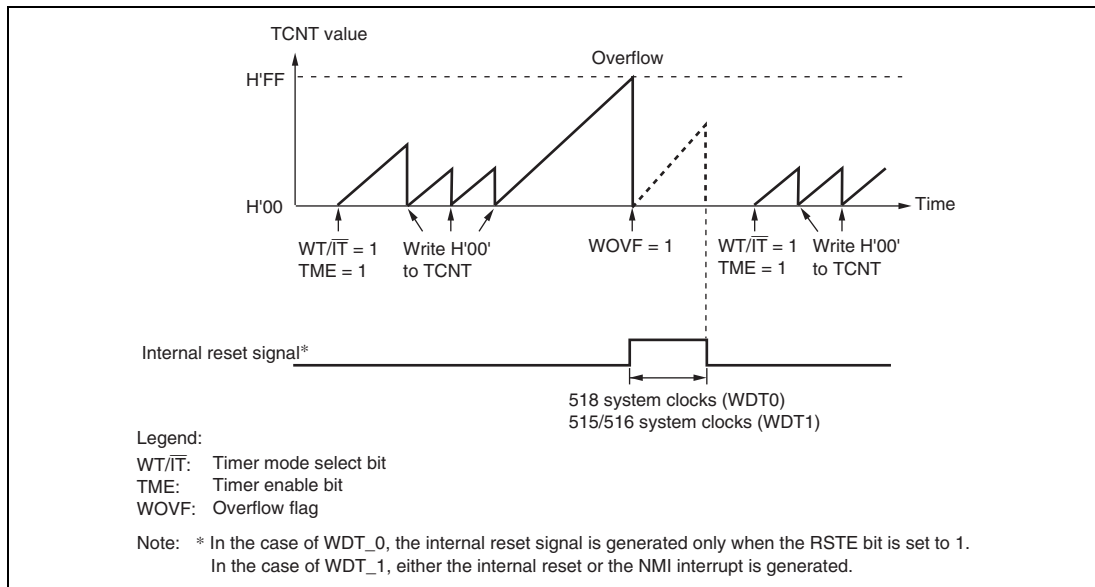 TCNT value
Overflow
H'FF
H'00
Time
WT/I̅T̅ = 1
TME = 1
Write H'00'
to TCNT
WOVF = 1
WT/I̅T̅ = 1
TME = 1
Write H'00'
to TCNT
Internal reset signal*
518 system clocks (WDT0)
515/516 system clocks (WDT1)
Legend:
WT/I̅T̅: Timer mode select bit
TME: Timer enable bit
WOVF: Overflow flag
Note: * In the case of WDT_0, the internal reset signal is generated only when the RSTE bit is set to 1.
In the case of WDT_1, either the internal reset or the NMI interrupt is generated.